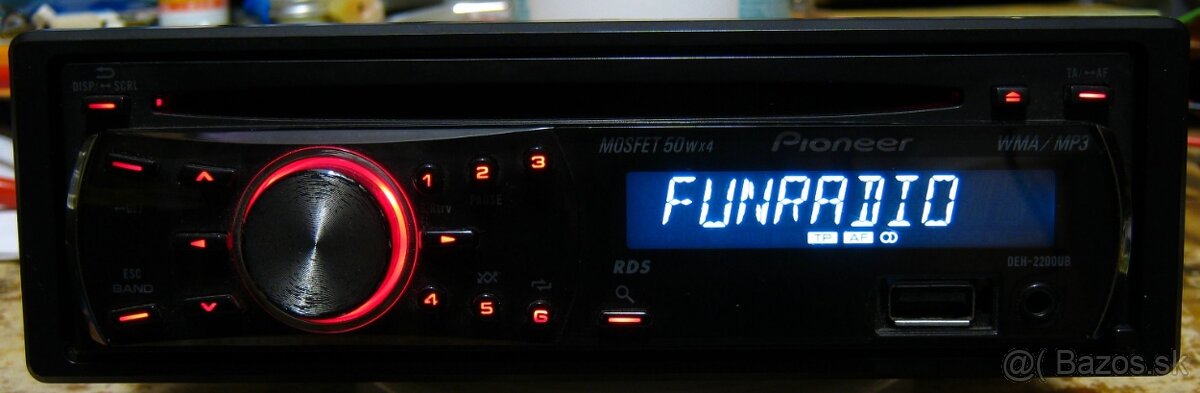 DISP/ SCRL
TA/ AF
MOSFET 50Wx4
Pioneer
WMA/MP3
1
2
3
PAUSE
FUNRADIO
TP AF
RDS
DEH-2200UB
ESC
BAND
4
5
6
@( Bazos.sk